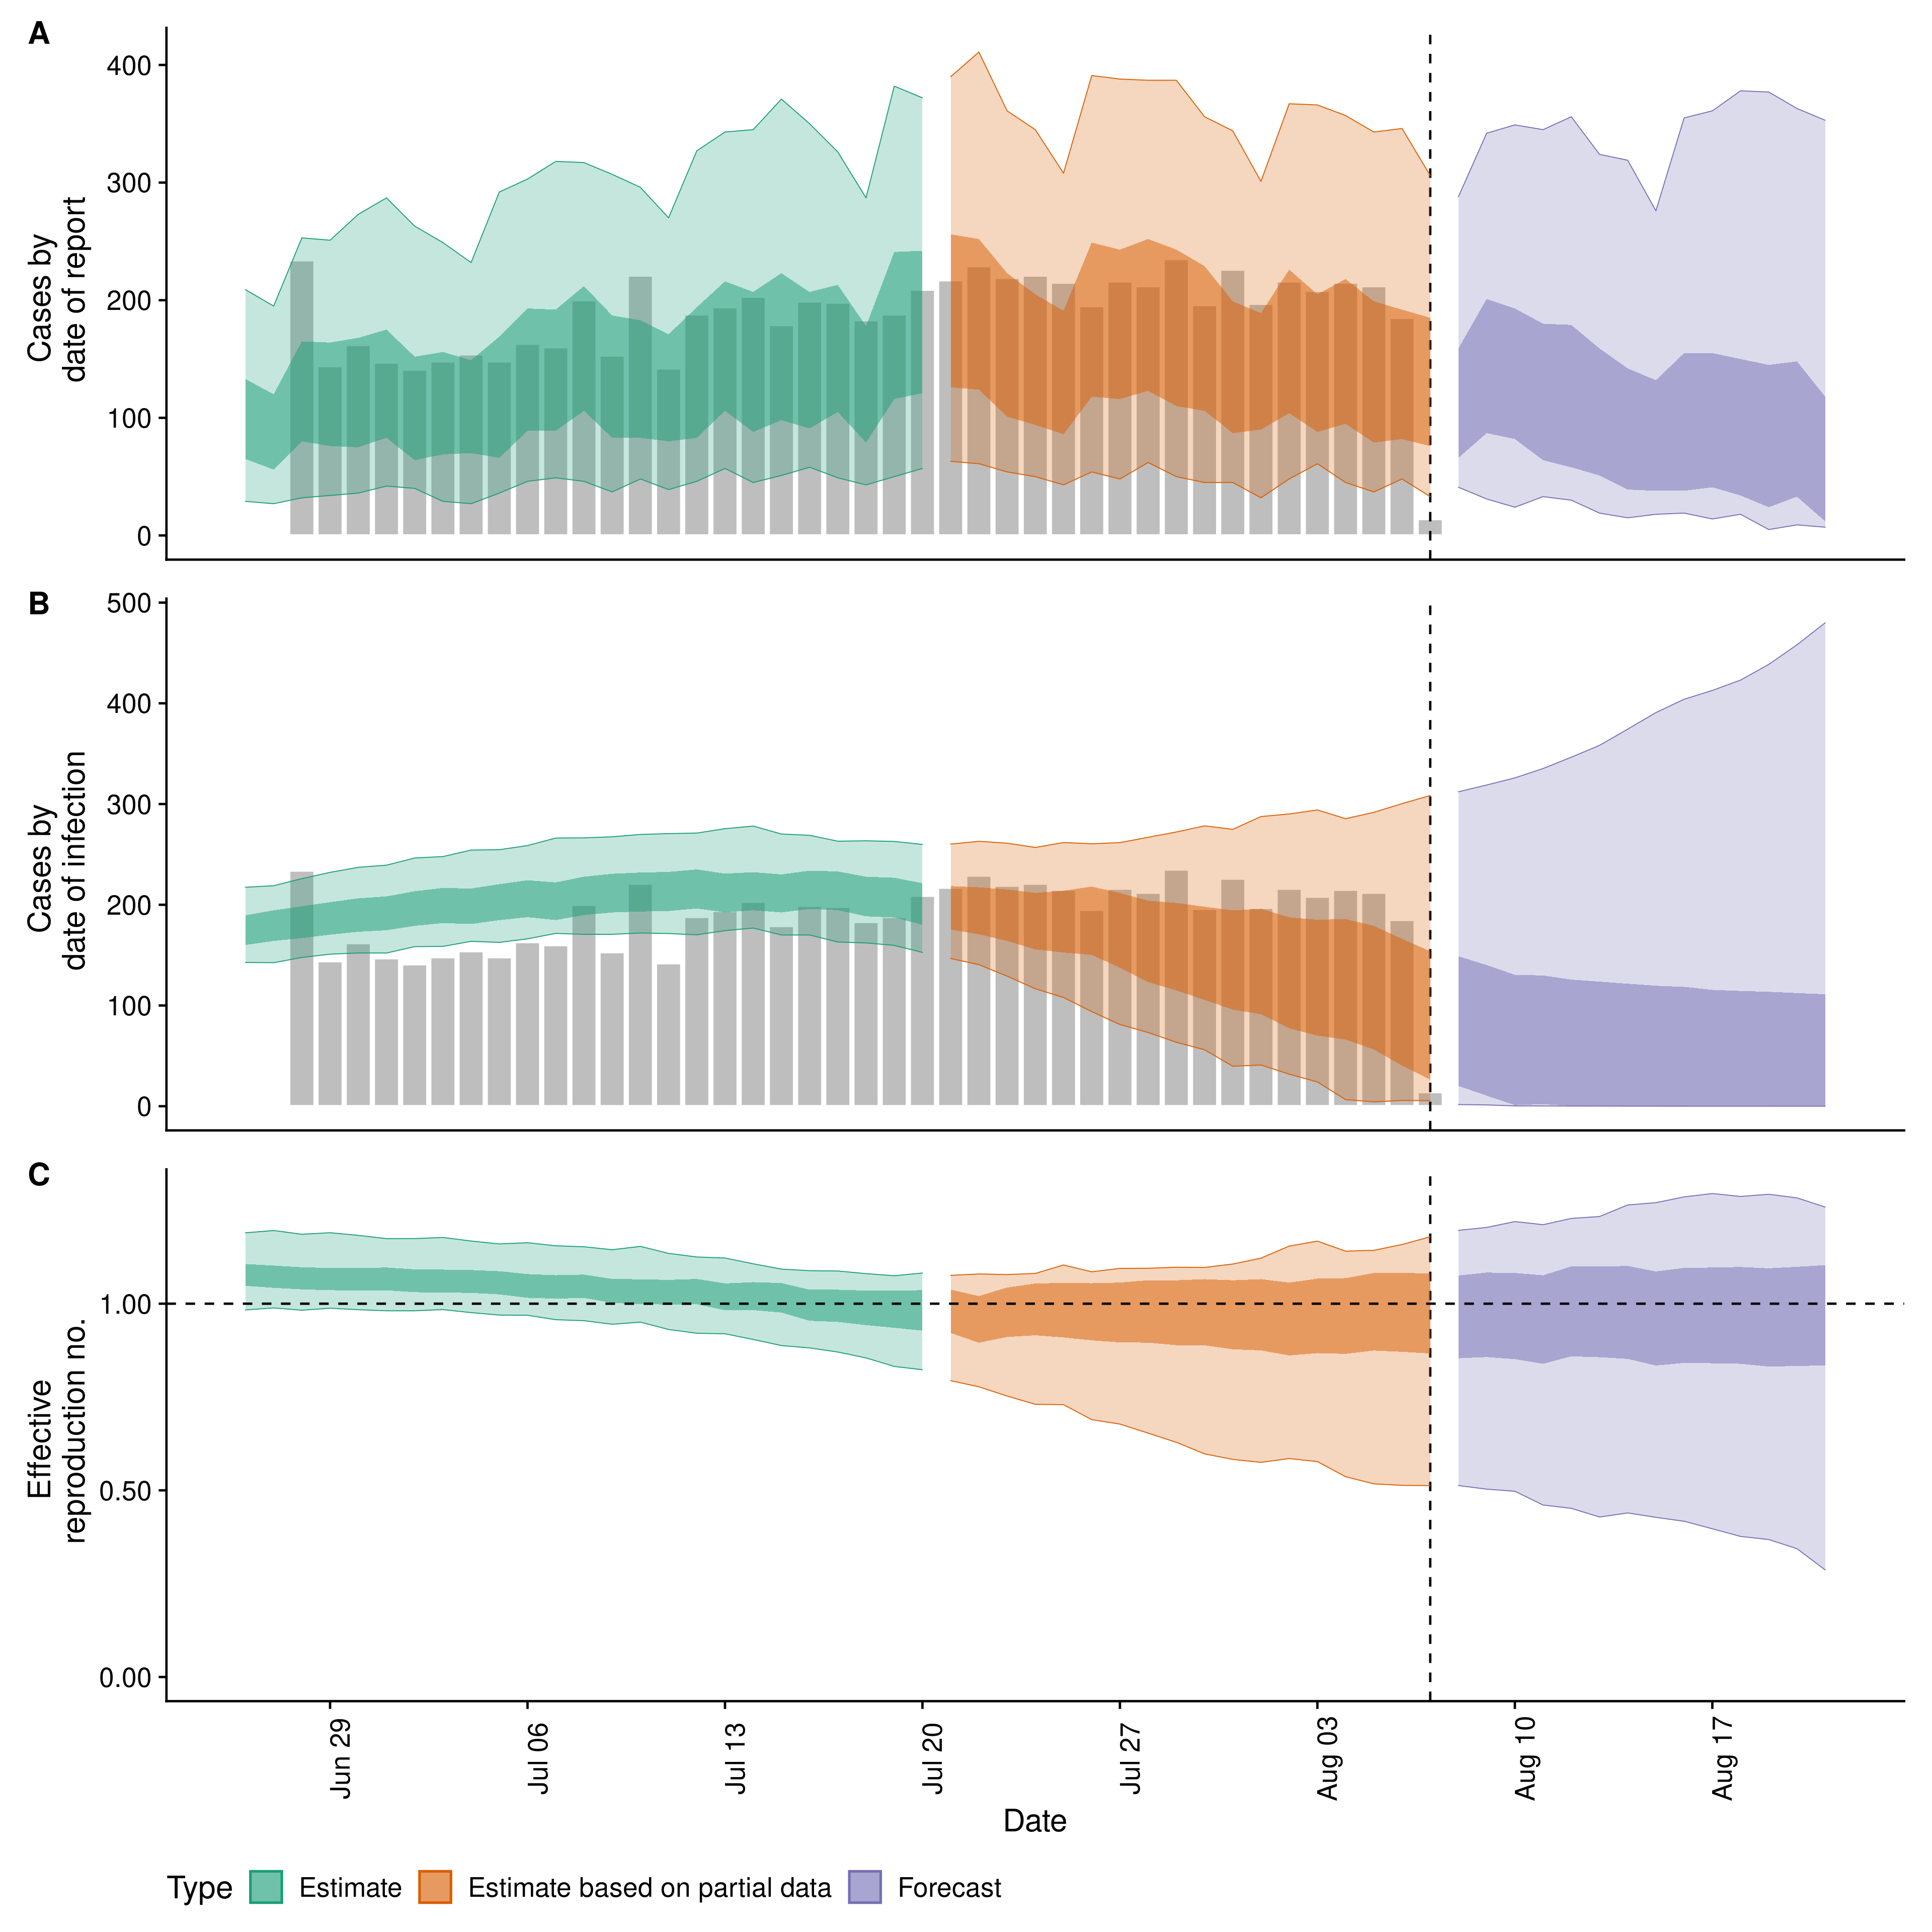 A
400
300
200
100
0
Cases by
date of report
B
500
400
300
200
100
0
Cases by
date of infection
C
1.00
0.50
0.00
Effective
reproduction no.
Jun 29
Jul 06
Jul 13
Jul 20
Jul 27
Aug 03
Aug 10
Aug 17
Date
Type Estimate Estimate based on partial data Forecast